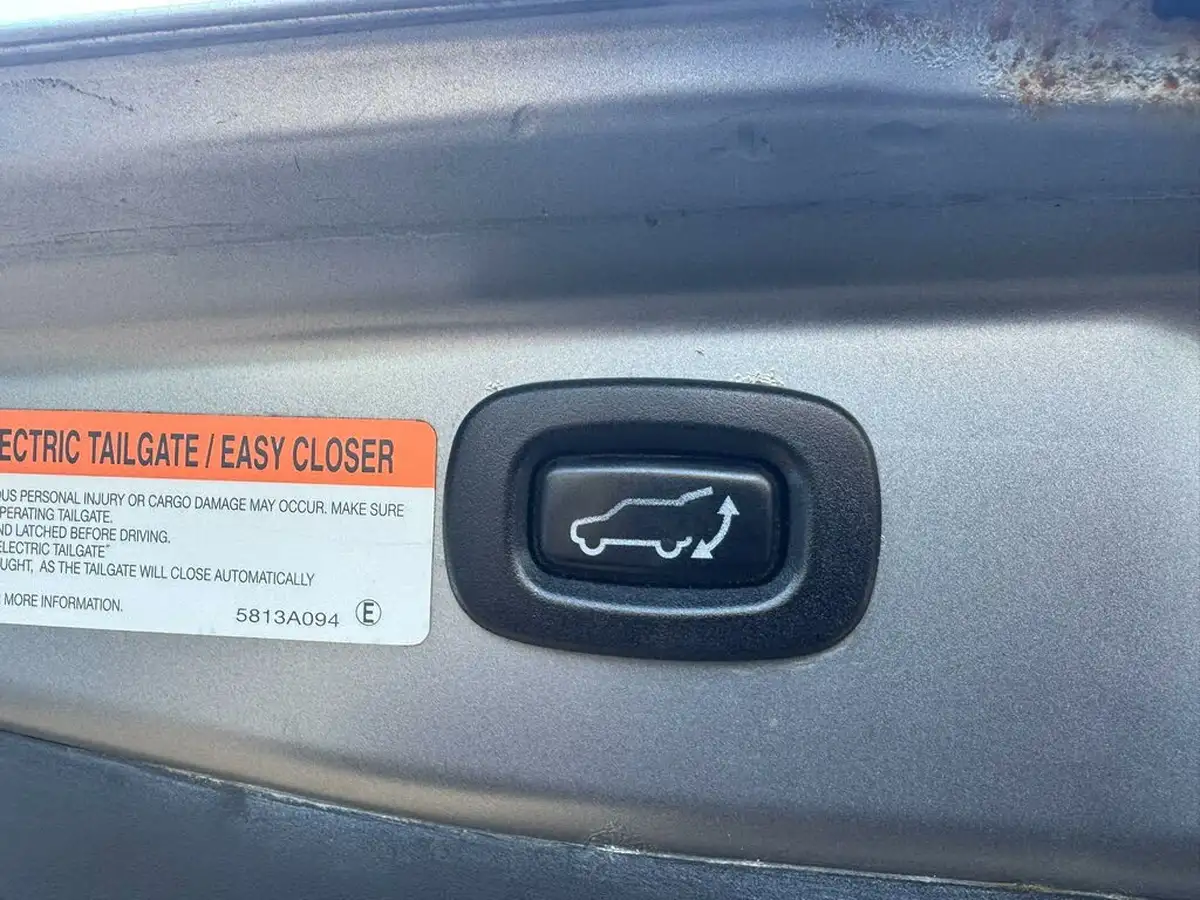 ECTRIC TAILGATE / EASY CLOSER
OUS PERSONAL INJURY OR CARGO DAMAGE MAY OCCUR. MAKE SURE
PERATING TAILGATE.
ND LATCHED BEFORE DRIVING.
ELECTRIC TAILGATE"
UGHT, AS THE TAILGATE WILL CLOSE AUTOMATICALLY
MORE INFORMATION.
5813A094 E